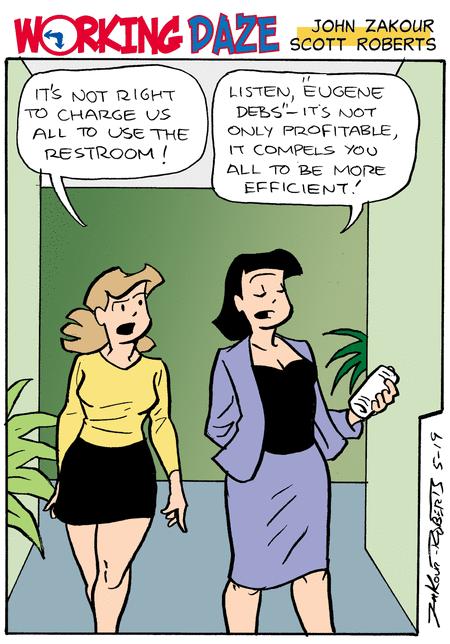 WORKING DAZE
JOHN ZAKOUR
SCOTT ROBERTS
IT'S NOT RIGHT
TO CHARGE US
ALL TO USE THE
RESTROOM!
LISTEN, "EUGENE
DEBS"– IT'S NOT
ONLY PROFITABLE,
IT COMPELS YOU
ALL TO BE MORE
EFFICIENT!
ZAKOUR–ROBERTS 5–19